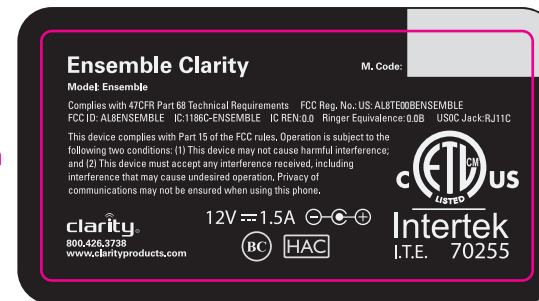 Ensemble Clarity
M. Code:
Model: Ensemble
Complies with 47CFR Part 68 Technical Requirements FCC Reg. No.: US: AL8TE00BENSEMBLE
FCC ID: AL8ENSEMBLE IC:1186C-ENSEMBLE IC REN:0.0 Ringer Equivalence: 0.0B USOC Jack:RJ11C
This device complies with Part 15 of the FCC rules. Operation is subject to the
following two conditions: (1) This device may not cause harmful interference;
and (2) This device must accept any interference received, including
interference that may cause undesired operation. Privacy of
communications may not be ensured when using this phone.
c ETL CM US
LISTED
Intertek
I.T.E. 70255
12V 1.5A
BC HAC
clarity
800.426.3738
www.clarityproducts.com